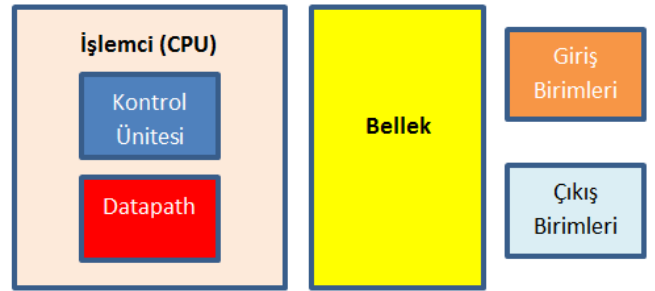 İşlemci (CPU)
Kontrol
Ünitesi
Datapath
Bellek
Giriş
Birimleri
Çıkış
Birimleri